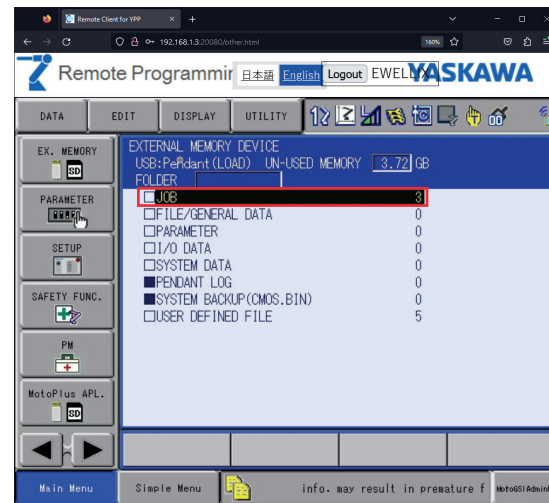 Remote Client for YPP
192.168.1.3:20080/other.html
160%
Remote Programmin
日本語 English Logout EWELLIX
YASKAWA
DATA EDIT DISPLAY UTILITY
EX. MEMORY
SD
PARAMETER
SETUP
SAFETY FUNC.
PM
MotoPlus APL.
SD
EXTERNAL MEMORY DEVICE
USB:Pendant(LOAD) UN-USED MEMORY 3.72 GB
FOLDER
JOB 3
FILE/GENERAL DATA 0
PARAMETER 0
I/O DATA 0
SYSTEM DATA 0
PENDANT LOG 0
SYSTEM BACKUP(CMOS.BIN) 0
USER DEFINED FILE 5
Main Menu Simple Menu info. may result in premature f MotoGSIAdmin